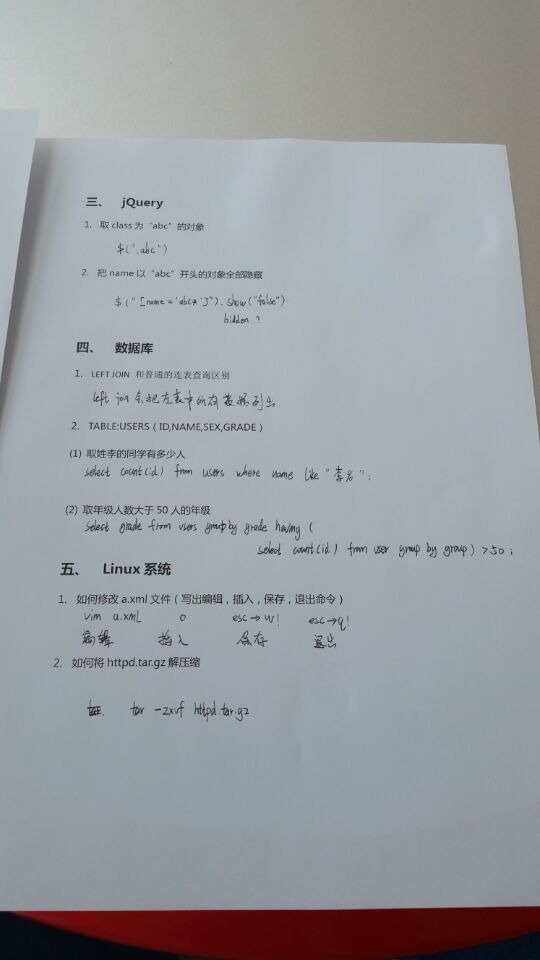 三、 jQuery
1. 取 class 为 “abc” 的对象
$(".abc")
2. 把 name 以 “abc” 开头的对象全部隐藏
$("[name='abc*']").show("false").
hidden ?
四、 数据库
1. LEFT JOIN 和普通的连表查询区别
left join 会把左表中所有数据列出
2. TABLE:USERS（ID,NAME,SEX,GRADE）
(1) 取姓李的同学有多少人
select count(id) from users where name like "李名";
(2) 取年级人数大于 50 人的年级
select grade from users group by grade having (
select count(id) from user group by group) >50;
五、 Linux 系统
1. 如何修改 a.xml 文件（写出编辑，插入，保存，退出命令）
vim a.xml o esc→w! esc→q!
编辑 插入 保存 退出
2. 如何将 httpd.tar.gz 解压缩
tar -zxvf httpd.tar.gz